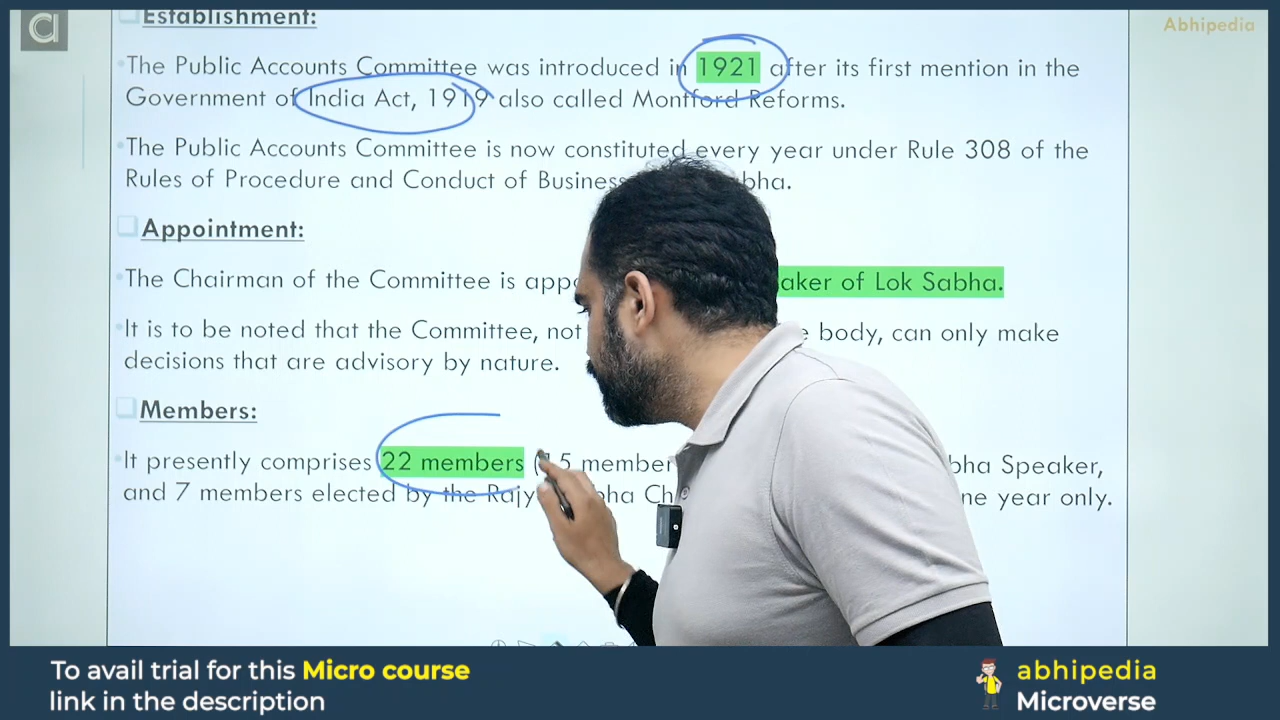 Establishment:
Abhipedia
The Public Accounts Committee was introduced in 1921 after its first mention in the
Government of India Act, 1919 also called Montford Reforms.
The Public Accounts Committee is now constituted every year under Rule 308 of the
Rules of Procedure and Conduct of Business
Appointment:
The Chairman of the Committee is of Lok Sabha.
It is to be noted that the Committee, not body, can only make
decisions that are advisory by nature.
Members:
It presently comprises 22 members Speaker,
and 7 members elected by the year only.
To avail trial for this Micro course
link in the description
abhipedia
Microverse